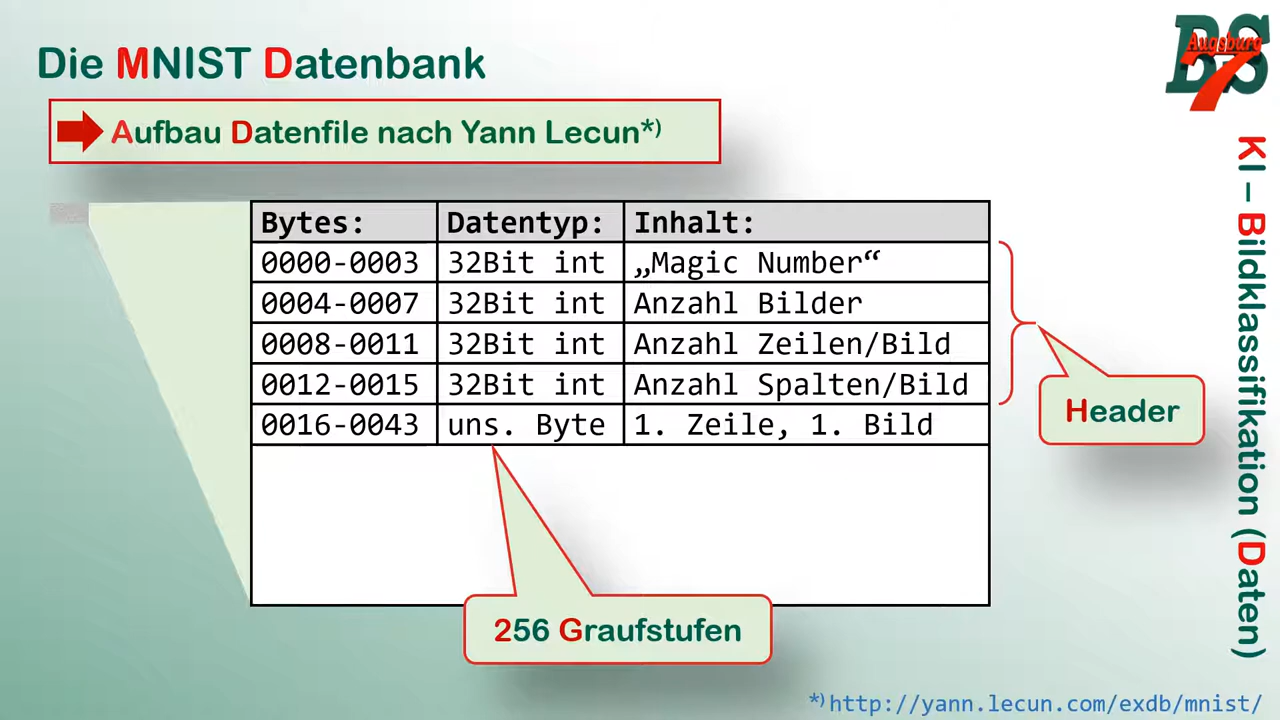 Die MNIST Datenbank
Aufbau Datenfile nach Yann Lecun*)
Bytes: Datentyp: Inhalt:
0000-0003 32Bit int „Magic Number“
0004-0007 32Bit int Anzahl Bilder
0008-0011 32Bit int Anzahl Zeilen/Bild
0012-0015 32Bit int Anzahl Spalten/Bild
0016-0043 uns. Byte 1. Zeile, 1. Bild
Header
256 Graufstufen
*)http://yann.lecun.com/exdb/mnist/
BS7
Augsburg
KI – Bildklassifikation (Daten)